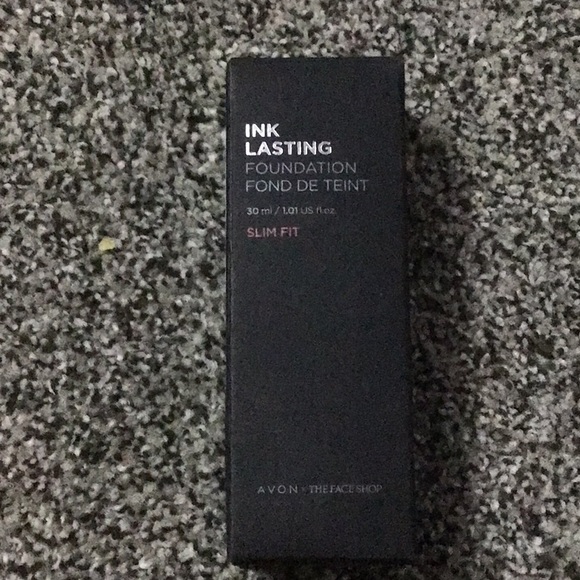 INK
LASTING
FOUNDATION
FOND DE TEINT
30 ml / 1.01 US fl.oz.
SLIM FIT
AVON × THE FACE SHOP